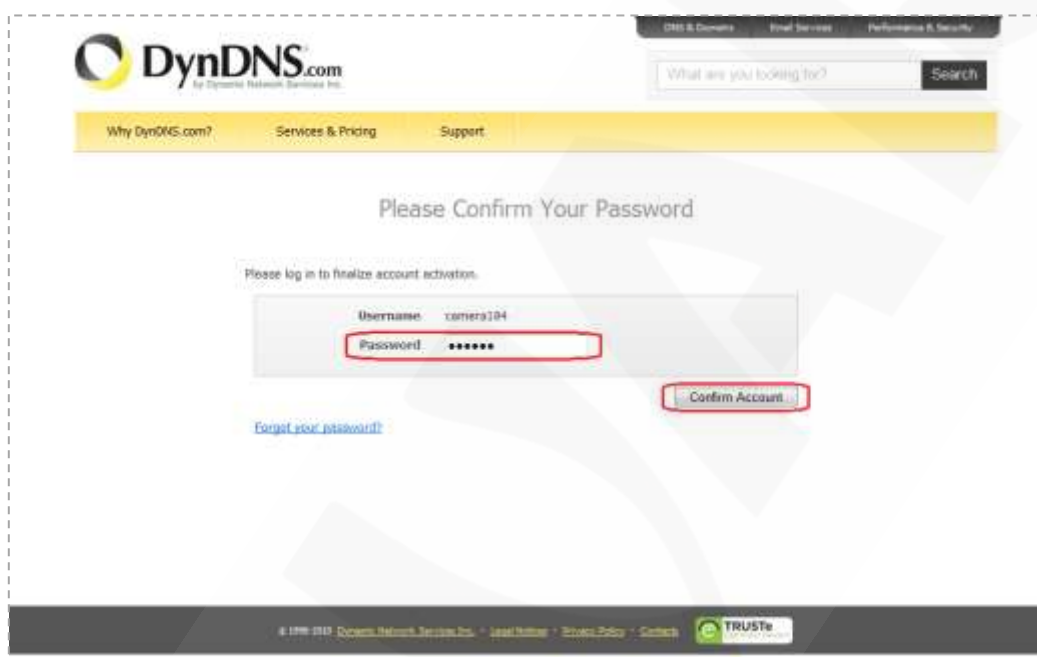 DNS & Domains Email Services Performance & Security
DynDNS.com
by Dynamic Network Services Inc.
What are you looking for? Search
Why DynDNS.com? Services & Pricing Support
Please Confirm Your Password
Please log in to finalize account activation.
Username camera104
Password ••••••
Confirm Account
Forgot your password?
Dynamic Network Services Inc. - Legal Notices - Privacy Policy - Contacts
TRUSTe